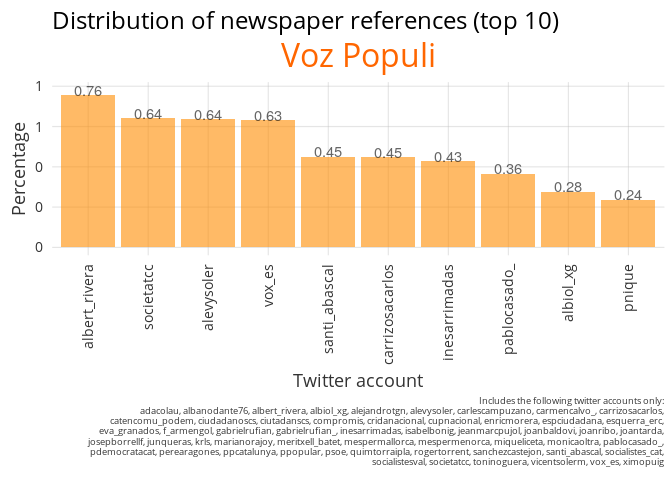 Distribution of newspaper references (top 10)
Voz Populi
Percentage
1
1
0
0
0
0.76
0.64
0.64
0.63
0.45
0.45
0.43
0.36
0.28
0.24
albert_rivera
societatcc
alevysoler
vox_es
santi_abascal
carrizosacarlos
inesarrimadas
pablocasado_
albiol_xg
pnique
Twitter account
Includes the following twitter accounts only:
adacolau, albanodante76, albert_rivera, albiol_xg, alejandrotgn, alevysoler, carlescampuzano, carmencalvo_, carrizosacarlos,
catencomu_podem, ciudadanoscs, ciutadanscs, compromis, cridanacional, cupnacional, enricmorera, espciudadana, esquerra_erc,
eva_granados, f_armengol, gabrielrufian, gabrielrufian_, inesarrimadas, isabelbonig, jeanmarcpujol, joanbaldovi, joanribo, joantarda,
josepborrellf, junqueras, krls, marianorajoy, meritxell_batet, mespermallorca, mespermenorca, miqueliceta, monicaoltra, pablocasado_,
pdemocratacat, perearagones, ppcatalunya, ppopular, psoe, quimtorraipla, rogertorrent, sanchezcastejon, santi_abascal, socialistes_cat,
socialistesval, societatcc, toninoguera, vicentsolerm, vox_es, ximopuig